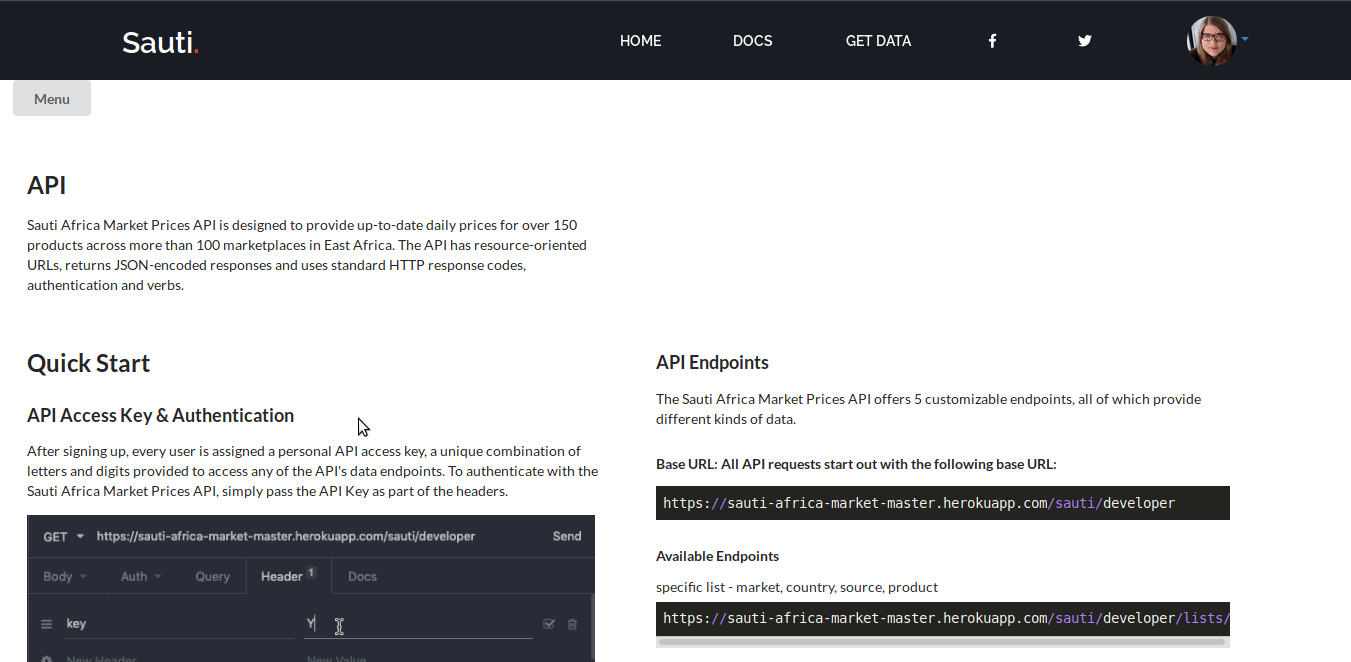 Sauti.
HOME
DOCS
GET DATA
Menu
API
Sauti Africa Market Prices API is designed to provide up-to-date daily prices for over 150
products across more than 100 marketplaces in East Africa. The API has resource-oriented
URLs, returns JSON-encoded responses and uses standard HTTP response codes,
authentication and verbs.
Quick Start
API Access Key & Authentication
After signing up, every user is assigned a personal API access key, a unique combination of
letters and digits provided to access any of the API's data endpoints. To authenticate with the
Sauti Africa Market Prices API, simply pass the API Key as part of the headers.
GET https://sauti-africa-market-master.herokuapp.com/sauti/developer Send
Body Auth Query Header 1 Docs
key Y
New Header New Value
API Endpoints
The Sauti Africa Market Prices API offers 5 customizable endpoints, all of which provide
different kinds of data.
Base URL: All API requests start out with the following base URL:
https://sauti-africa-market-master.herokuapp.com/sauti/developer
Available Endpoints
specific list - market, country, source, product
https://sauti-africa-market-master.herokuapp.com/sauti/developer/lists/